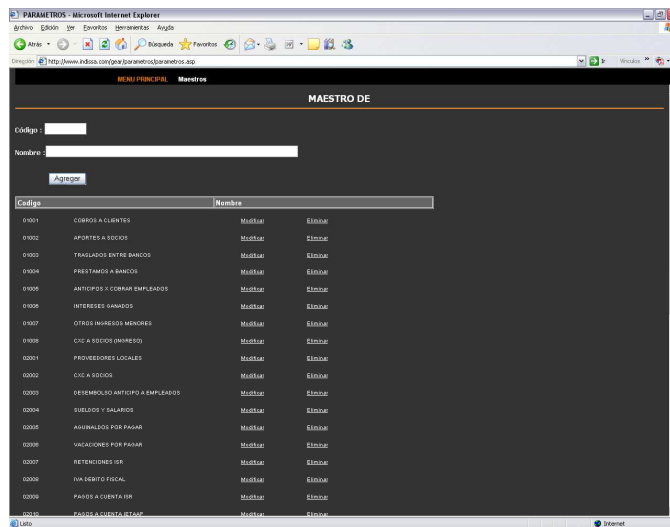 PARAMETROS - Microsoft Internet Explorer
Archivo Edición Ver Favoritos Herramientas Ayuda
Atrás Búsqueda Favoritos
Dirección http://www.indissa.com/gear/parametros/parametros.asp Ir Vínculos
MENU PRINCIPAL Maestros
MAESTRO DE
Código :
Nombre :
Agregar
Codigo Nombre
01001 COBROS A CLIENTES Modificar Eliminar
01002 APORTES A SOCIOS Modificar Eliminar
01003 TRASLADOS ENTRE BANCOS Modificar Eliminar
01004 PRESTAMOS A BANCOS Modificar Eliminar
01005 ANTICIPOS X COBRAR EMPLEADOS Modificar Eliminar
01006 INTERESES GANADOS Modificar Eliminar
01007 OTROS INGRESOS MENORES Modificar Eliminar
01008 CXC A SOCIOS (INGRESO) Modificar Eliminar
02001 PROVEEDORES LOCALES Modificar Eliminar
02002 CXC A SOCIOS Modificar Eliminar
02003 DESEMBOLSO ANTICIPO A EMPLEADOS Modificar Eliminar
02004 SUELDOS Y SALARIOS Modificar Eliminar
02005 AGUINALDOS POR PAGAR Modificar Eliminar
02006 VACACIONES POR PAGAR Modificar Eliminar
02007 RETENCIONES ISR Modificar Eliminar
02008 IVA DEBITO FISCAL Modificar Eliminar
02009 PAGOS A CUENTA ISR Modificar Eliminar
02010 PAGOS A CUENTA IETAAP Modificar Eliminar
Listo Internet